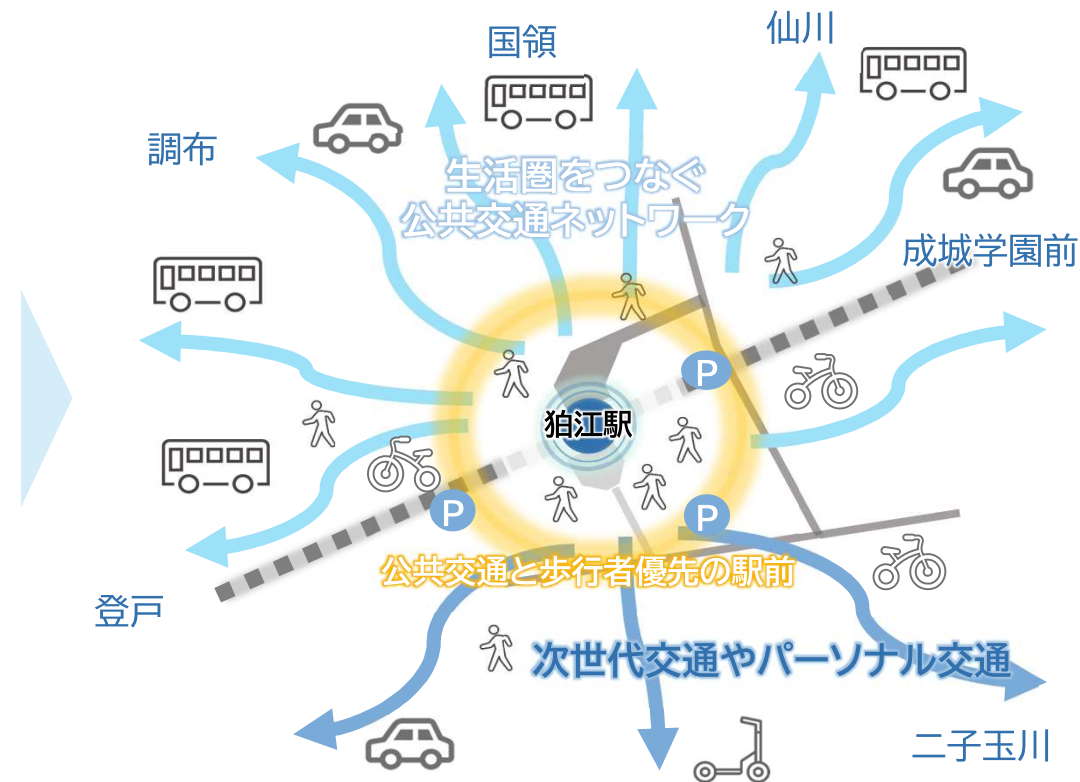 仙川
国領
調布
生活圏をつなぐ
公共交通ネットワーク
成城学園前
P
狛江駅
P
P
公共交通と歩行者優先の駅前
登戸
次世代交通やパーソナル交通
二子玉川